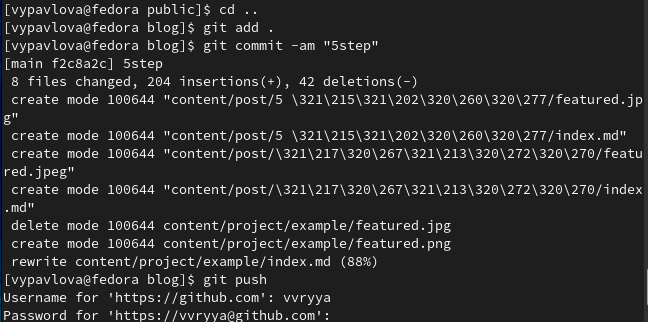 [vypavlova@fedora public]$ cd ..
[vypavlova@fedora blog]$ git add .
[vypavlova@fedora blog]$ git commit -am "5step"
[main f2c8a2c] 5step
 8 files changed, 204 insertions(+), 42 deletions(-)
 create mode 100644 "content/post/5 \321\215\321\202\320\260\320\277/featured.jp
g"
 create mode 100644 "content/post/5 \321\215\321\202\320\260\320\277/index.md"
 create mode 100644 "content/post/\321\217\320\267\321\213\320\272\320\270/featu
red.jpeg"
 create mode 100644 "content/post/\321\217\320\267\321\213\320\272\320\270/index
.md"
 delete mode 100644 content/project/example/featured.jpg
 create mode 100644 content/project/example/featured.png
 rewrite content/project/example/index.md (88%)
[vypavlova@fedora blog]$ git push
Username for 'https://github.com': vvryya
Password for 'https://vvryya@github.com':